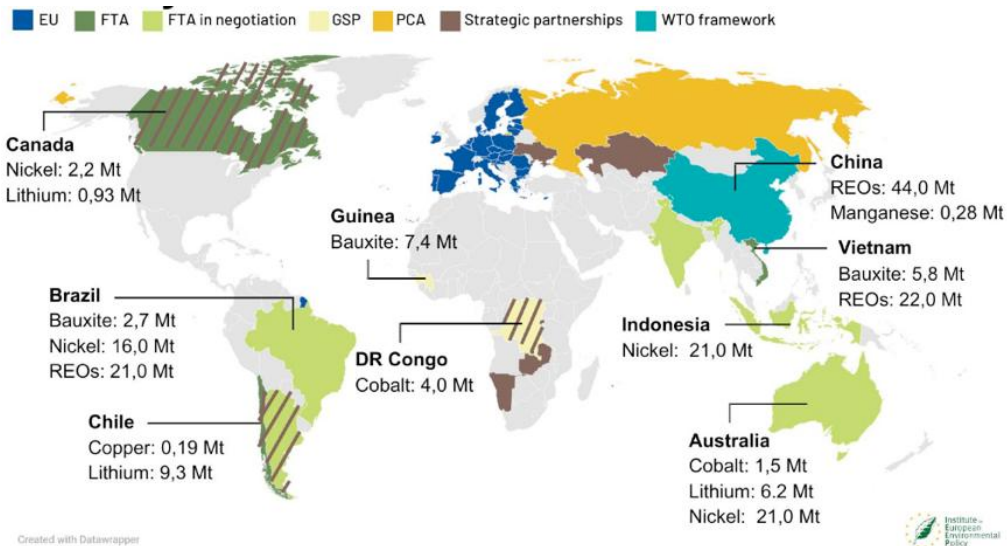 EU FTA FTA in negotiation GSP PCA Strategic partnerships WTO framework
Canada
Nickel: 2,2 Mt
Lithium: 0,93 Mt
Guinea
Bauxite: 7,4 Mt
China
REOs: 44,0 Mt
Manganese: 0,28 Mt
Vietnam
Bauxite: 5,8 Mt
REOs: 22,0 Mt
Brazil
Bauxite: 2,7 Mt
Nickel: 16,0 Mt
REOs: 21,0 Mt
DR Congo
Cobalt: 4,0 Mt
Indonesia
Nickel: 21,0 Mt
Chile
Copper: 0,19 Mt
Lithium: 9,3 Mt
Australia
Cobalt: 1,5 Mt
Lithium: 6.2 Mt
Nickel: 21,0 Mt
Created with Datawrapper
Institute
European
Environmental
Policy